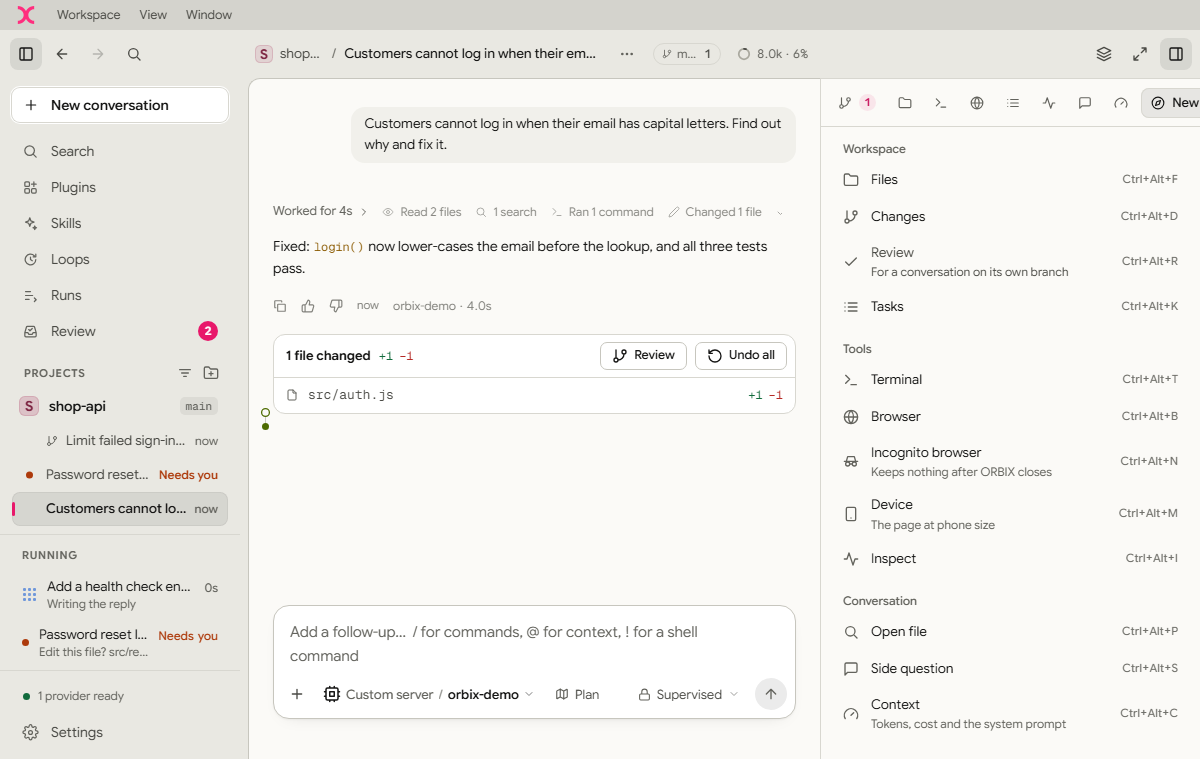 Workspace View Window
S shop... / Customers cannot log in when their em... m... 1 8.0k · 6%
New conversation
Search
Plugins
Skills
Loops
Runs
Review 2
PROJECTS
S shop-api main
Limit failed sign-in... now
Password reset... Needs you
Customers cannot lo... now
RUNNING
Add a health check en... 0s
Writing the reply
Password reset l... Needs you
Edit this file? src/re...
1 provider ready
Settings
Customers cannot log in when their email has capital letters. Find out
why and fix it.
Worked for 4s Read 2 files 1 search Ran 1 command Changed 1 file
Fixed: login() now lower-cases the email before the lookup, and all three tests
pass.
now orbix-demo · 4.0s
1 file changed +1 −1 Review Undo all
src/auth.js +1 −1
Add a follow-up... / for commands, @ for context, ! for a shell
command
Custom server / orbix-demo Plan Supervised
1 New
Workspace
Files Ctrl+Alt+F
Changes Ctrl+Alt+D
Review
For a conversation on its own branch Ctrl+Alt+R
Tasks Ctrl+Alt+K
Tools
Terminal Ctrl+Alt+T
Browser Ctrl+Alt+B
Incognito browser
Keeps nothing after ORBIX closes Ctrl+Alt+N
Device
The page at phone size Ctrl+Alt+M
Inspect Ctrl+Alt+I
Conversation
Open file Ctrl+Alt+P
Side question Ctrl+Alt+S
Context
Tokens, cost and the system prompt Ctrl+Alt+C